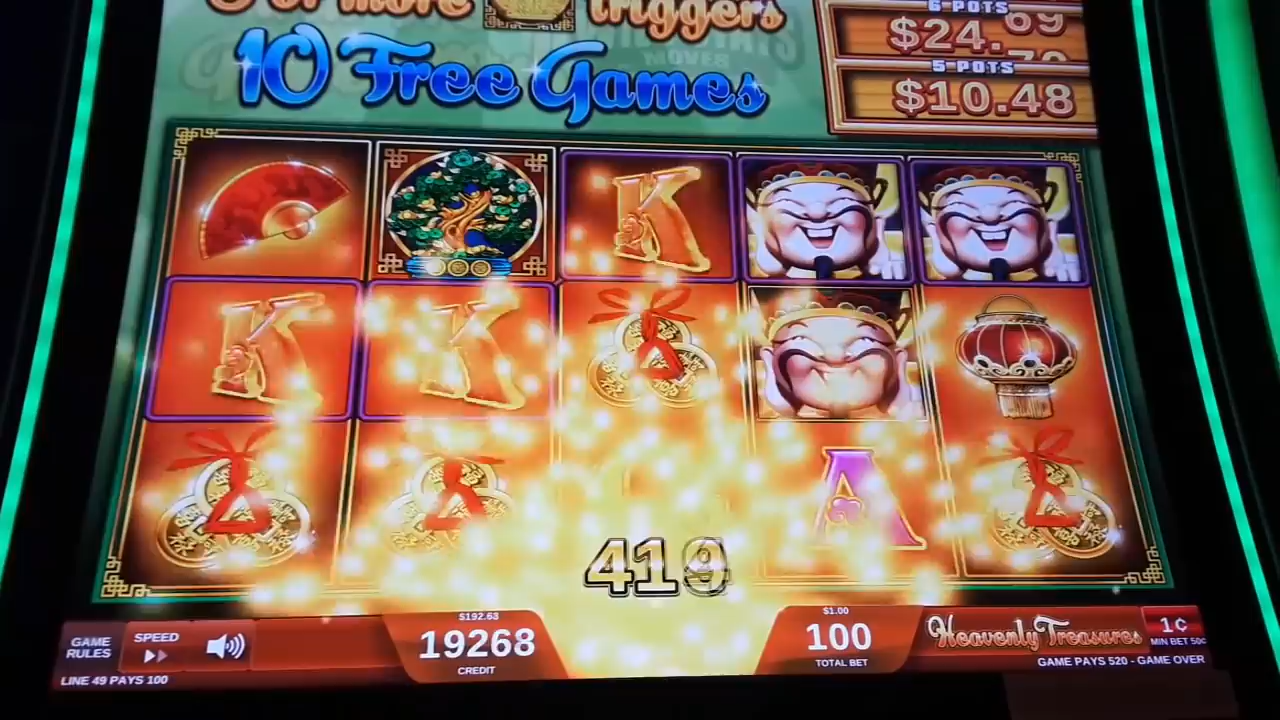 or more triggers
10 Free Games
6 POTS
$24.
5 POTS
$10.48
K
K
K
A
419
GAME RULES
SPEED
$192.68
19268
CREDIT
$1.00
100
TOTAL BET
Heavenly Treasures
1¢
MIN BET 50¢
LINE 49 PAYS 100
GAME PAYS 520 - GAME OVER